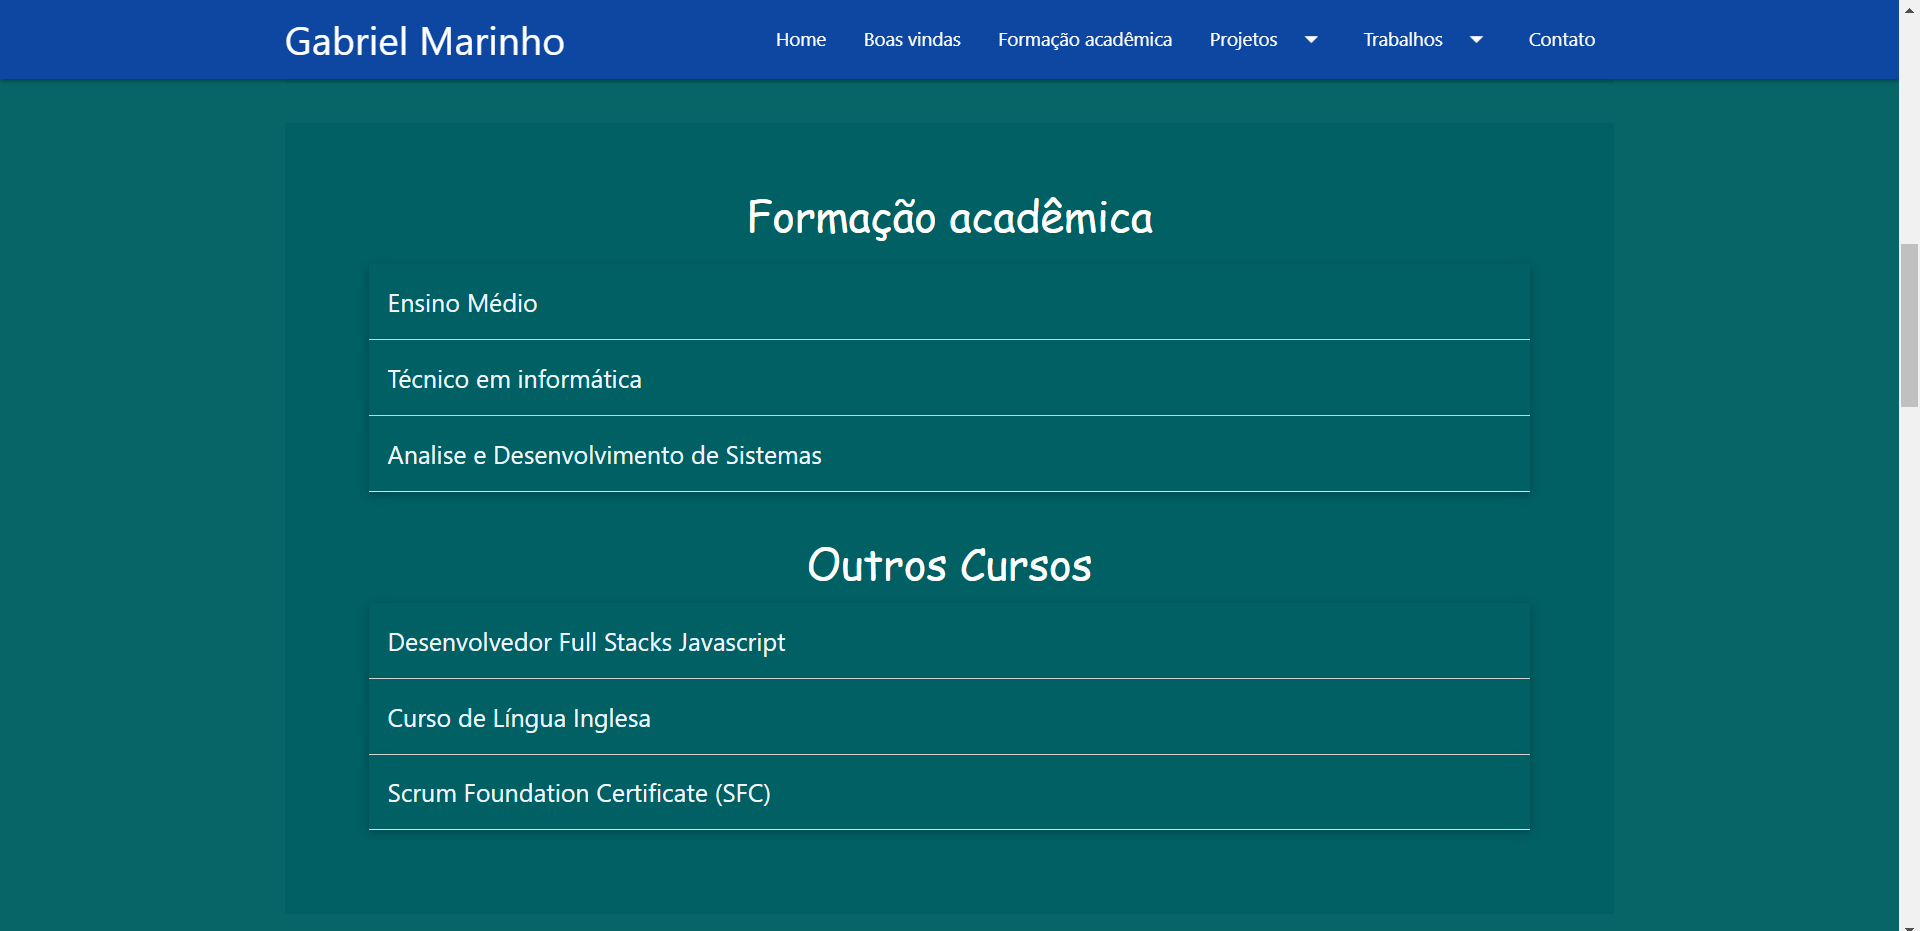 Gabriel Marinho
Home Boas vindas Formação acadêmica Projetos Trabalhos Contato
Formação acadêmica
Ensino Médio
Técnico em informática
Analise e Desenvolvimento de Sistemas
Outros Cursos
Desenvolvedor Full Stacks Javascript
Curso de Língua Inglesa
Scrum Foundation Certificate (SFC)